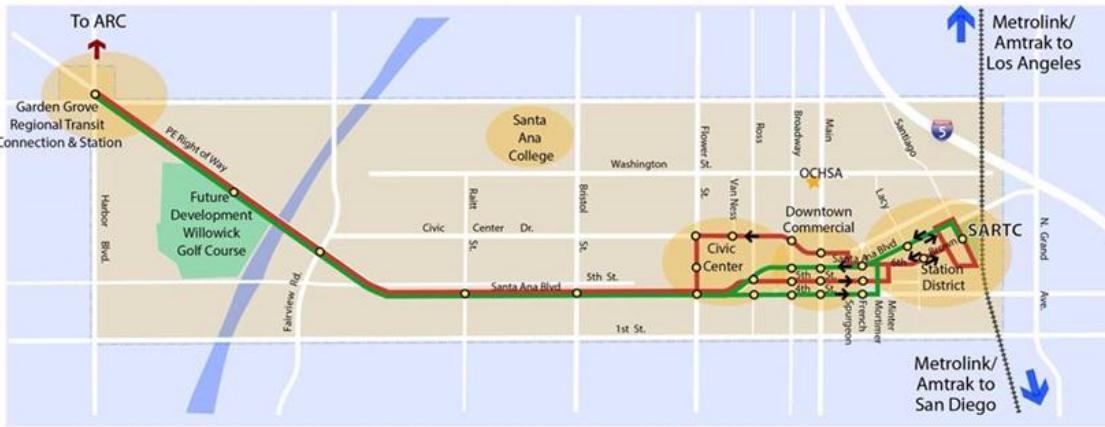 To ARC
Metrolink/
Amtrak to
Los Angeles
Garden Grove
Regional Transit
Connection & Station
PE Right of Way
Santa
Ana
College
Flower
St.
St.
Ross
Broadway
Main
Santiago
5
Washington
OCHSA
Harbor
Blvd.
Future
Development
Willowick
Golf Course
Raitt
St.
Bristol
St.
Van Ness
Lacy
Downtown
Commercial
Civic Center Dr.
Civic
Center
SARTC
N. Grand
Ave.
Santa Ana Blvd
Brown
6th
Station
District
Fairview Rd.
5th St.
Santa Ana Blvd
5th St.
4th St.
Spurgeon
French
Mortimer
Minter
1st St.
Metrolink/
Amtrak to
San Diego